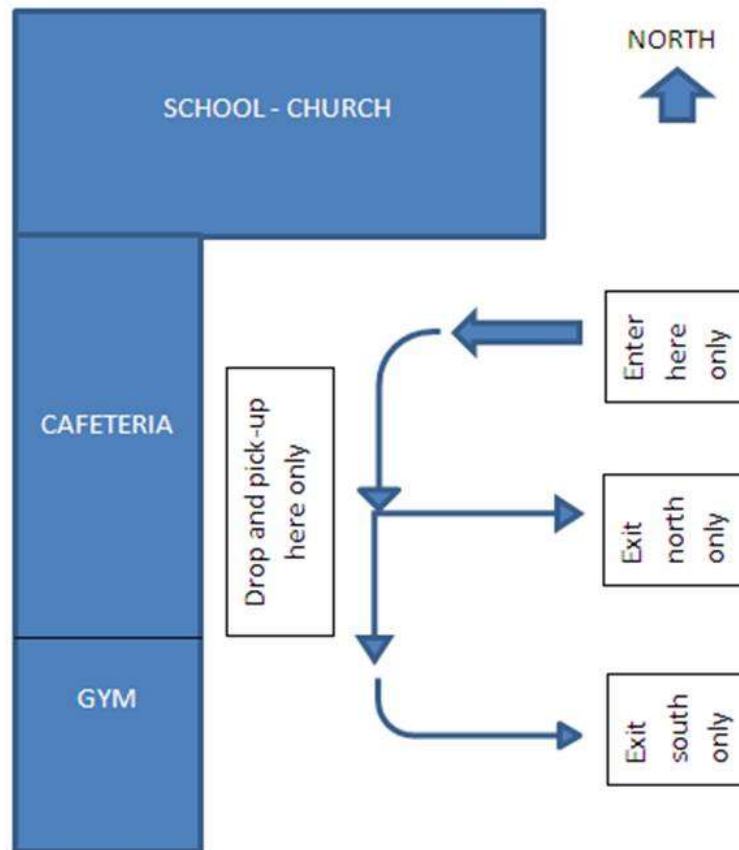 SCHOOL - CHURCH
NORTH
Enter
here
only
CAFETERIA
Drop and pick-up
here only
Exit
north
only
GYM
Exit
south
only